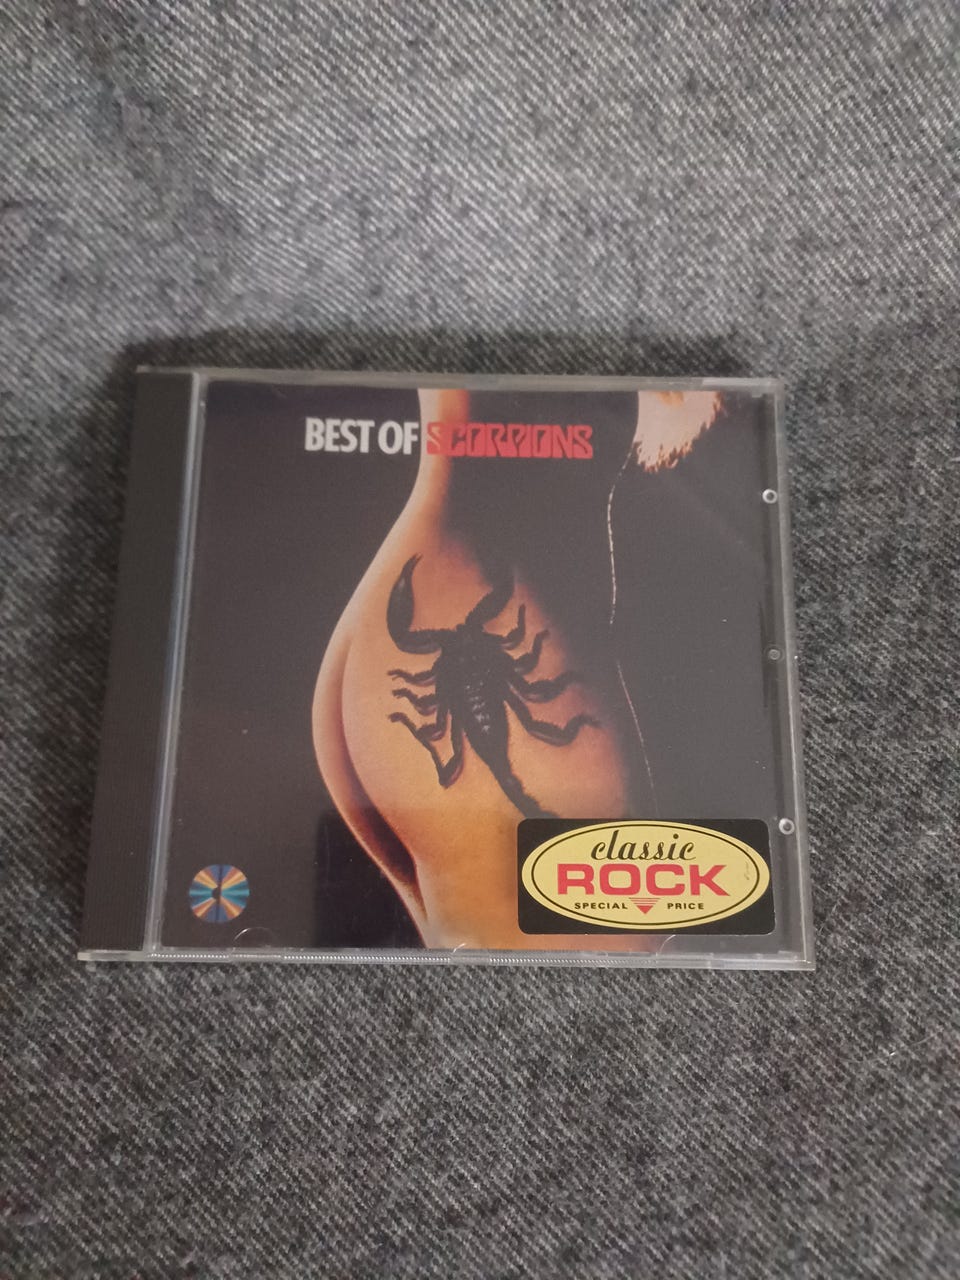 BEST OF SCORPIONS
classic
ROCK
SPECIAL PRICE